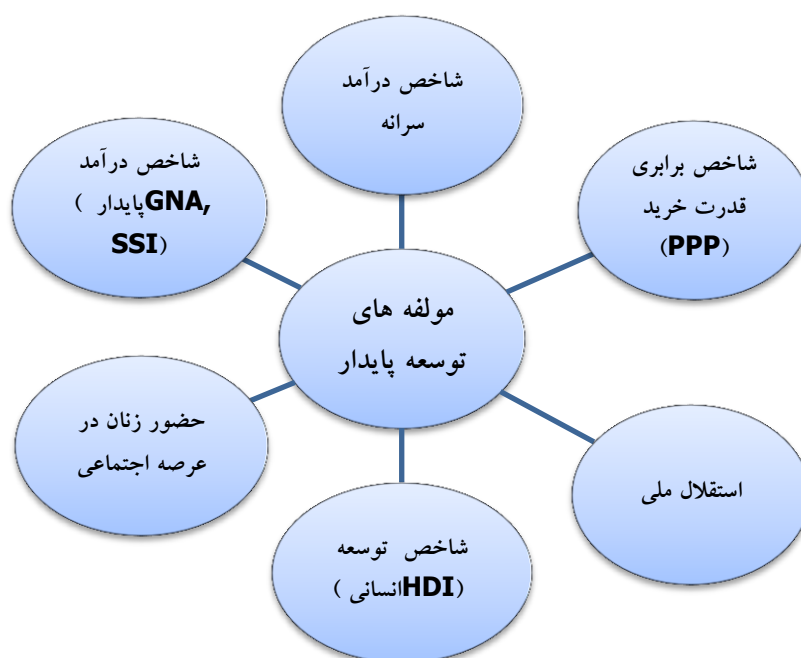 شاخص درآمد
سرانه
شاخص برابری
قدرت خرید
(PPP)
استقلال ملی
شاخص توسعه
انسانی (HDI)
حضور زنان در
عرصه اجتماعی
شاخص درآمد
پایدار (GNA,
SSI)
مولفه های
توسعه پایدار